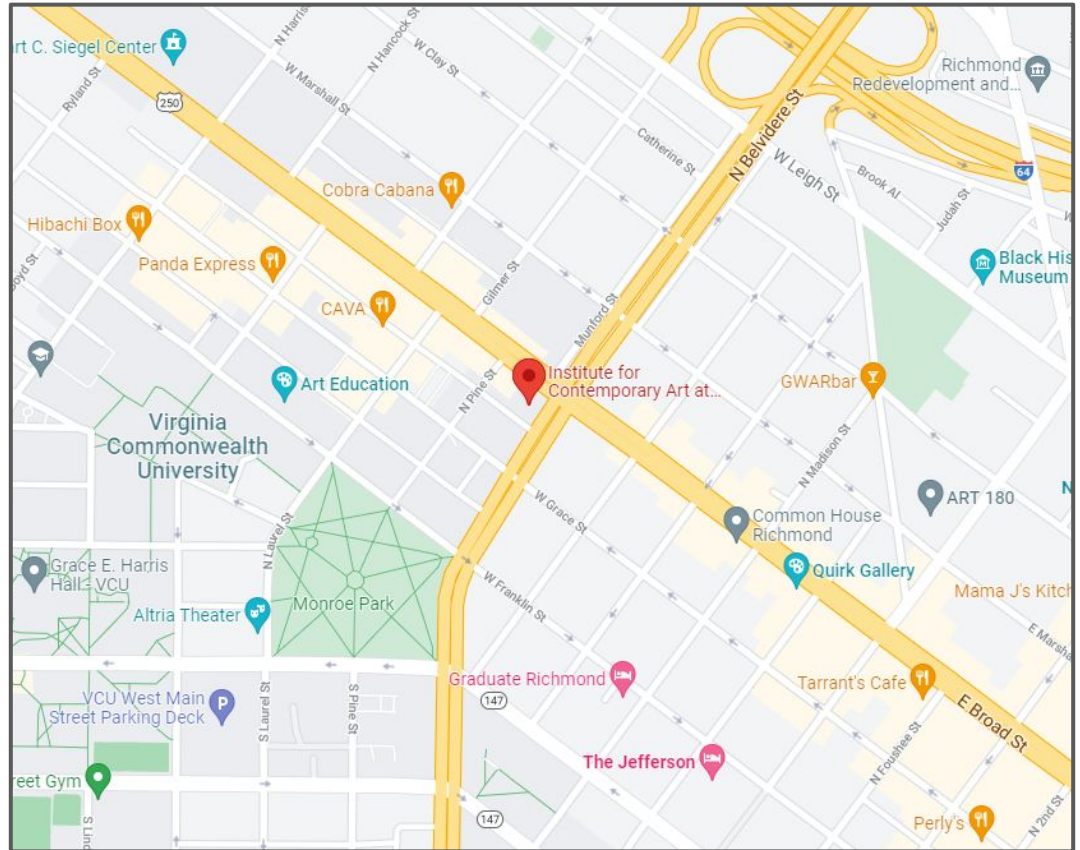 N Harris
rt C. Siegel Center
N Hancock St
W Clay St
Richmond
Redevelopment and...
Ryland St
250
W Marshall St
Catherine St
N Belvidere St
W Leigh St
Brook Al
64
Judah St
W
Cobra Cabana
Hibachi Box
oyd St
Panda Express
Gilmer St
Black His
Museum
CAVA
Munford St
Institute for
Contemporary Art at...
GWARbar
Art Education
N Pine St
Virginia
Commonwealth
University
N Madison St
ART 180
N
W Grace St
Common House
Richmond
N Laurel St
Grace E. Harris
Hall - VCU
Quirk Gallery
Monroe Park
W Franklin St
Mama J's Kitch
Altria Theater
E Marsha
Graduate Richmond
147
Tarrant's Cafe
VCU West Main
Street Parking Deck
S Laurel St
S Pine St
E Broad St
The Jefferson
N Foushee St
reet Gym
147
S Lind
Perly's
N 2nd St